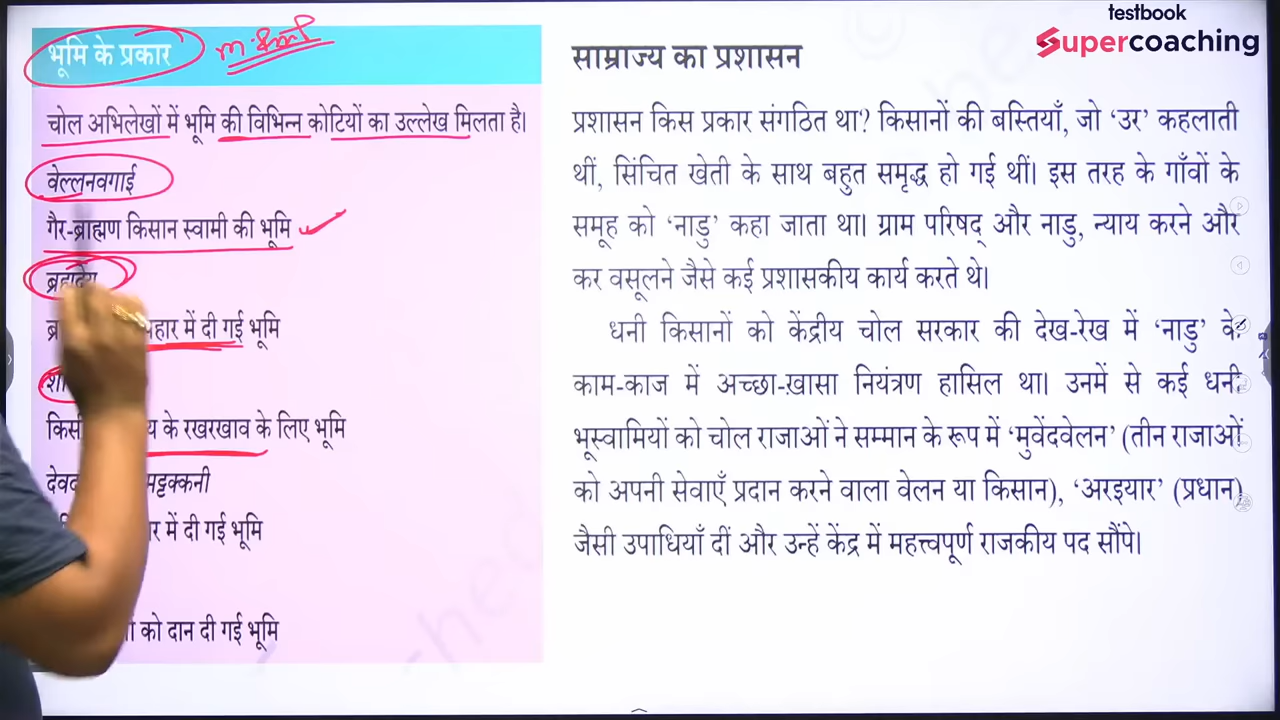 testbook
Supercoaching
भूमि के प्रकार
चोल अभिलेखों में भूमि की विभिन्न कोटियों का उल्लेख मिलता है।
वेल्लनवगाई
गैर-ब्राह्मण किसान स्वामी की भूमि
ब्रह्मदेय
हार में दी गई भूमि
के रखरखाव के लिए भूमि
में दी गई भूमि
को दान दी गई भूमि
साम्राज्य का प्रशासन
प्रशासन किस प्रकार संगठित था? किसानों की बस्तियाँ, जो ‘उर’ कहलाती
थीं, सिंचित खेती के साथ बहुत समृद्ध हो गई थीं। इस तरह के गाँवों के
समूह को ‘नाडु’ कहा जाता था। ग्राम परिषद् और नाडु, न्याय करने और
कर वसूलने जैसे कई प्रशासकीय कार्य करते थे।
धनी किसानों को केंद्रीय चोल सरकार की देख-रेख में ‘नाडु’ के
काम-काज में अच्छा-ख़ासा नियंत्रण हासिल था। उनमें से कई धनी
भूस्वामियों को चोल राजाओं ने सम्मान के रूप में ‘मुवेंदवेलन’ (तीन राजाओं
को अपनी सेवाएँ प्रदान करने वाला वेलन या किसान), ‘अरइयार’ (प्रधान)
जैसी उपाधियाँ दीं और उन्हें केंद्र में महत्त्वपूर्ण राजकीय पद सौंपे।